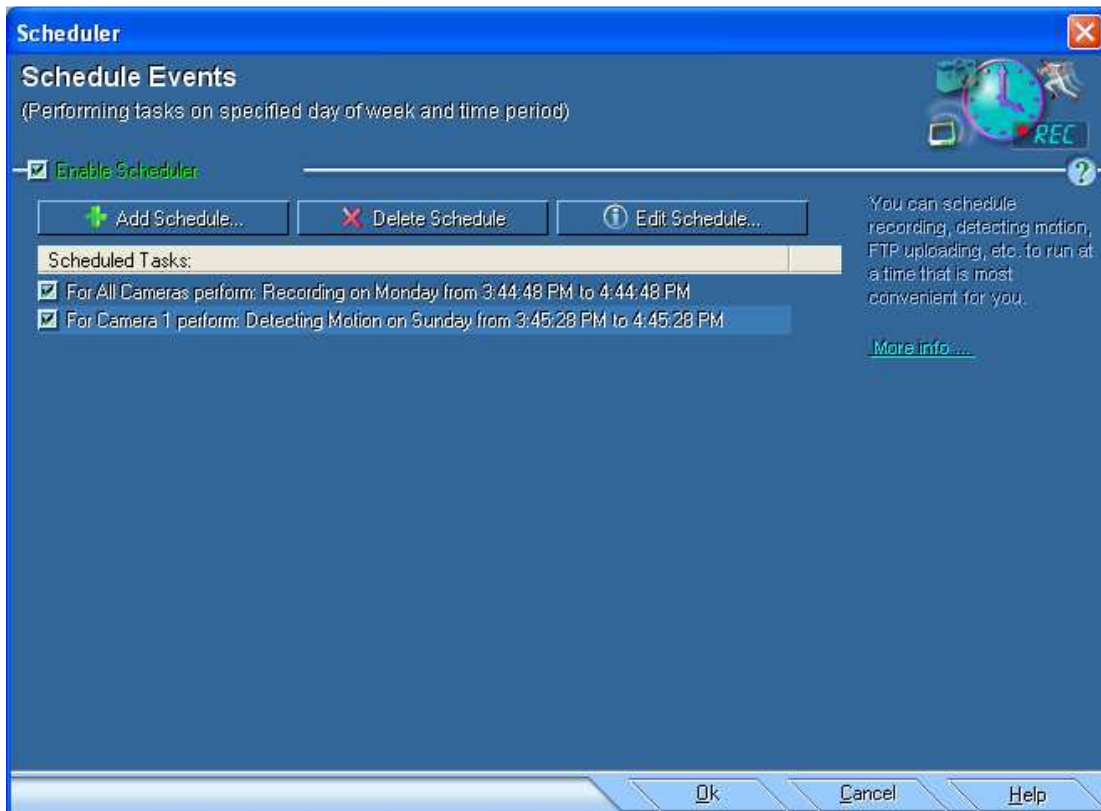 Scheduler
Schedule Events
(Performing tasks on specified day of week and time period)
REC
Enable Scheduler
?
Add Schedule...
Delete Schedule
Edit Schedule...
You can schedule
recording, detecting motion,
FTP uploading, etc. to run at
a time that is most
convenient for you.
More info ...
Scheduled Tasks:
For All Cameras perform: Recording on Monday from 3:44:48 PM to 4:44:48 PM
For Camera 1 perform: Detecting Motion on Sunday from 3:45:28 PM to 4:45:28 PM
Ok
Cancel
Help